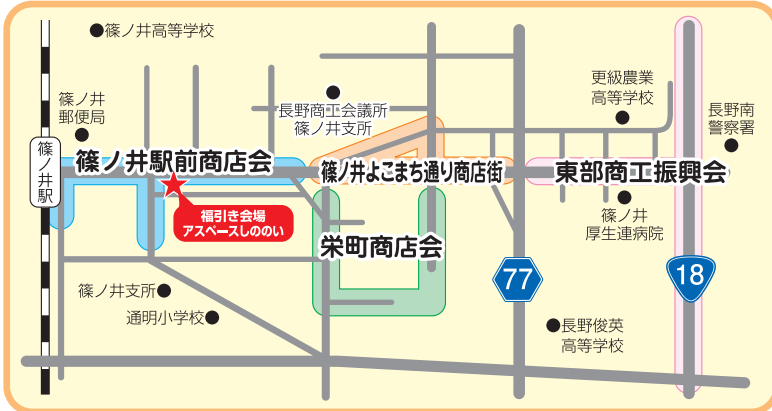 篠ノ井高等学校
篠ノ井
郵便局
篠ノ井駅
篠ノ井駅前商店会
福引き会場
アスペースしののい
長野商工会議所
篠ノ井支所
篠ノ井よこまち通り商店街
栄町商店会
更級農業
高等学校
長野南
警察署
東部商工振興会
篠ノ井
厚生連病院
77
18
篠ノ井支所
通明小学校
長野俊英
高等学校